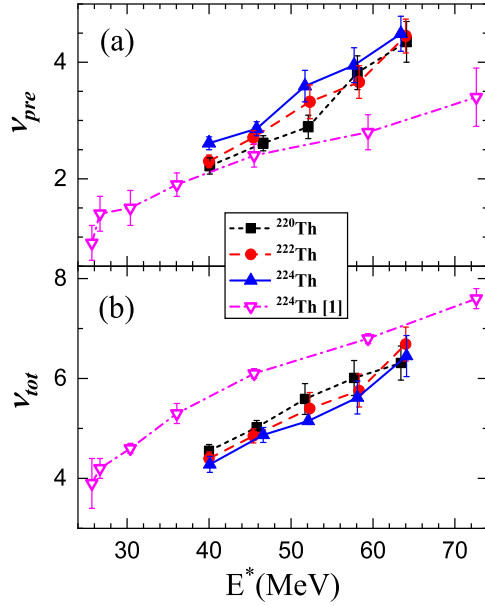 (a)
4
2
ν_pre
²²⁰Th
²²²Th
²²⁴Th
²²⁴Th [1]
(b)
8
6
4
ν_tot
30 40 50 60 70
E*(MeV)